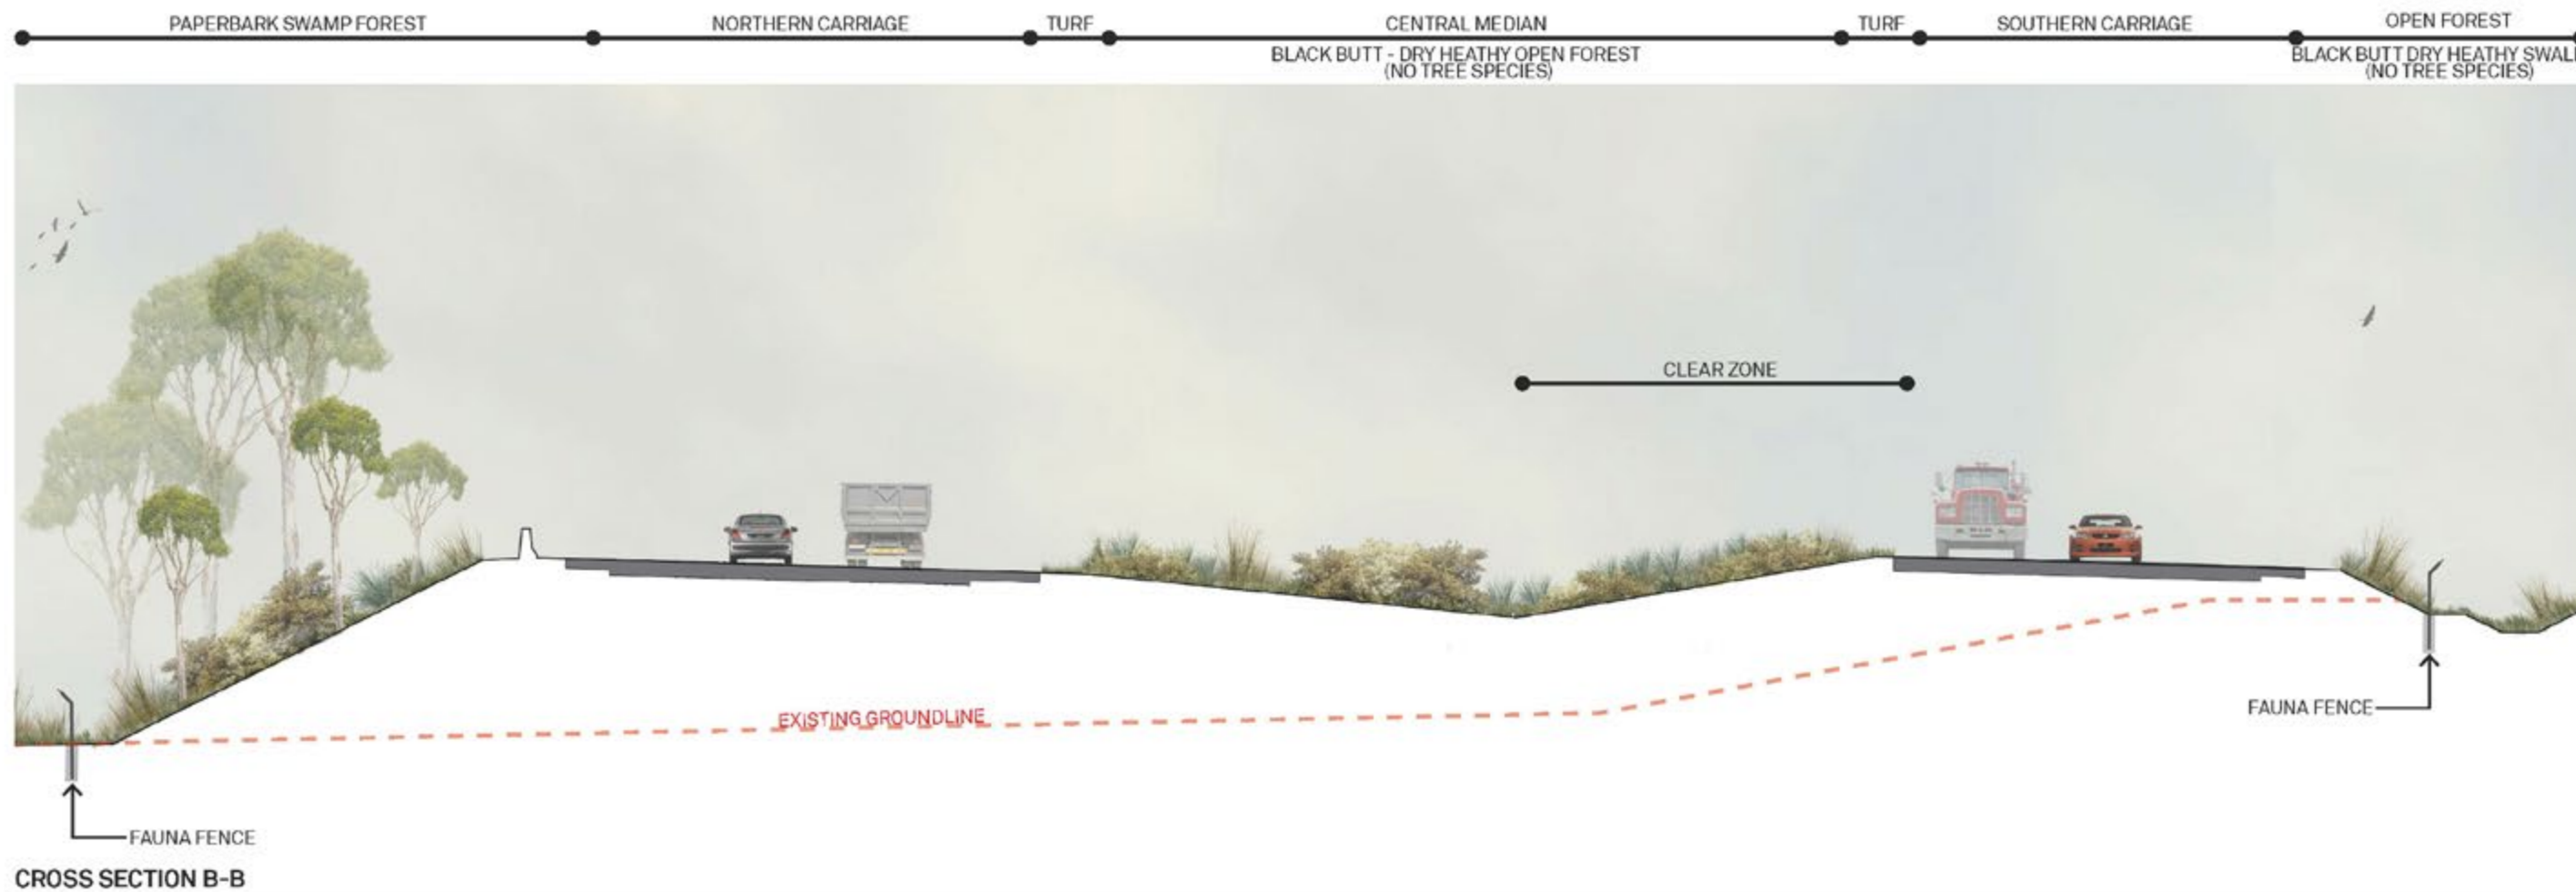 PAPERBARK SWAMP FOREST
NORTHERN CARRIAGE
TURF
CENTRAL MEDIAN
TURF
SOUTHERN CARRIAGE
OPEN FOREST
BLACK BUTT - DRY HEATHY OPEN FOREST
(NO TREE SPECIES)
BLACK BUTT DRY HEATHY
(NO TREE SPECIES)
CLEAR ZONE
EXISTING GROUNDLINE
FAUNA FENCE
FAUNA FENCE
CROSS SECTION B-B